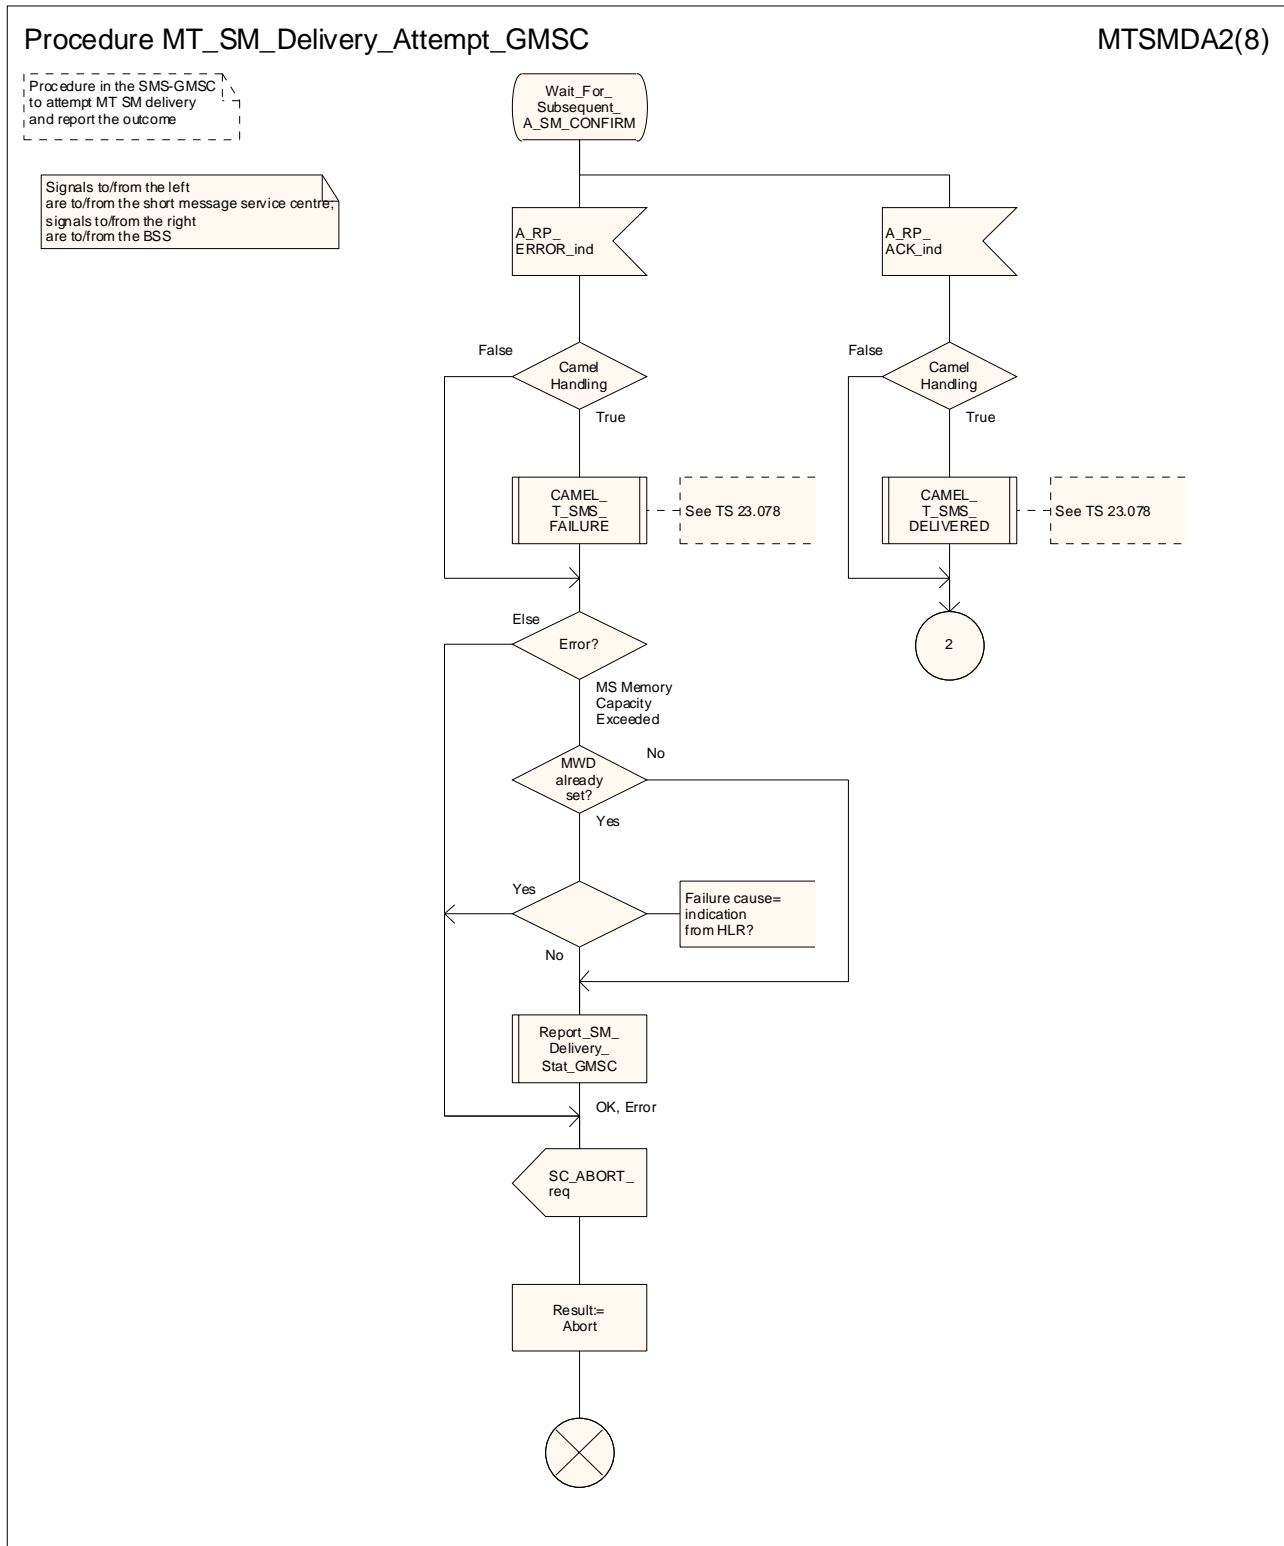 Procedure MT_SM_Delivery_Attempt_GMSC
MTSMDA2(8)
Procedure in the SMS-GMSC
to attempt MT SM delivery
and report the outcome
Signals to/from the left
are to/from the short message service centre;
signals to/from the right
are to/from the BSS
Wait_For_
Subsequent_
A_SM_CONFIRM
A_RP_
ERROR_ind
A_RP_
ACK_ind
False
Camel
Handling
True
False
Camel
Handling
True
CAMEL_
T_SMS_
FAILURE
See TS 23.078
CAMEL_
T_SMS_
DELIVERED
See TS 23.078
Else
Error?
2
MS Memory
Capacity
Exceeded
MWD
already
set?
No
Yes
Yes
Failure cause=
indication
from HLR?
No
Report_SM_
Delivery_
Stat_GMSC
OK, Error
SC_ABORT_
req
Result:=
Abort